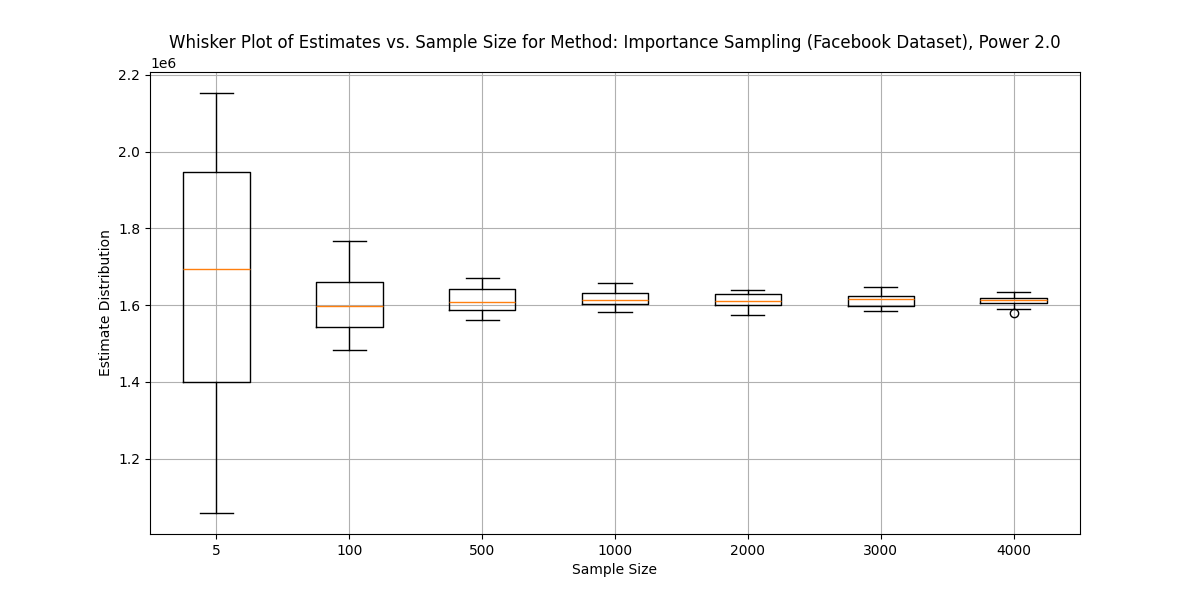 Whisker Plot of Estimates vs. Sample Size for Method: Importance Sampling (Facebook Dataset), Power 2.0
1e6
2.2
2.0
1.8
1.6
1.4
1.2
Estimate Distribution
5 100 500 1000 2000 3000 4000
Sample Size